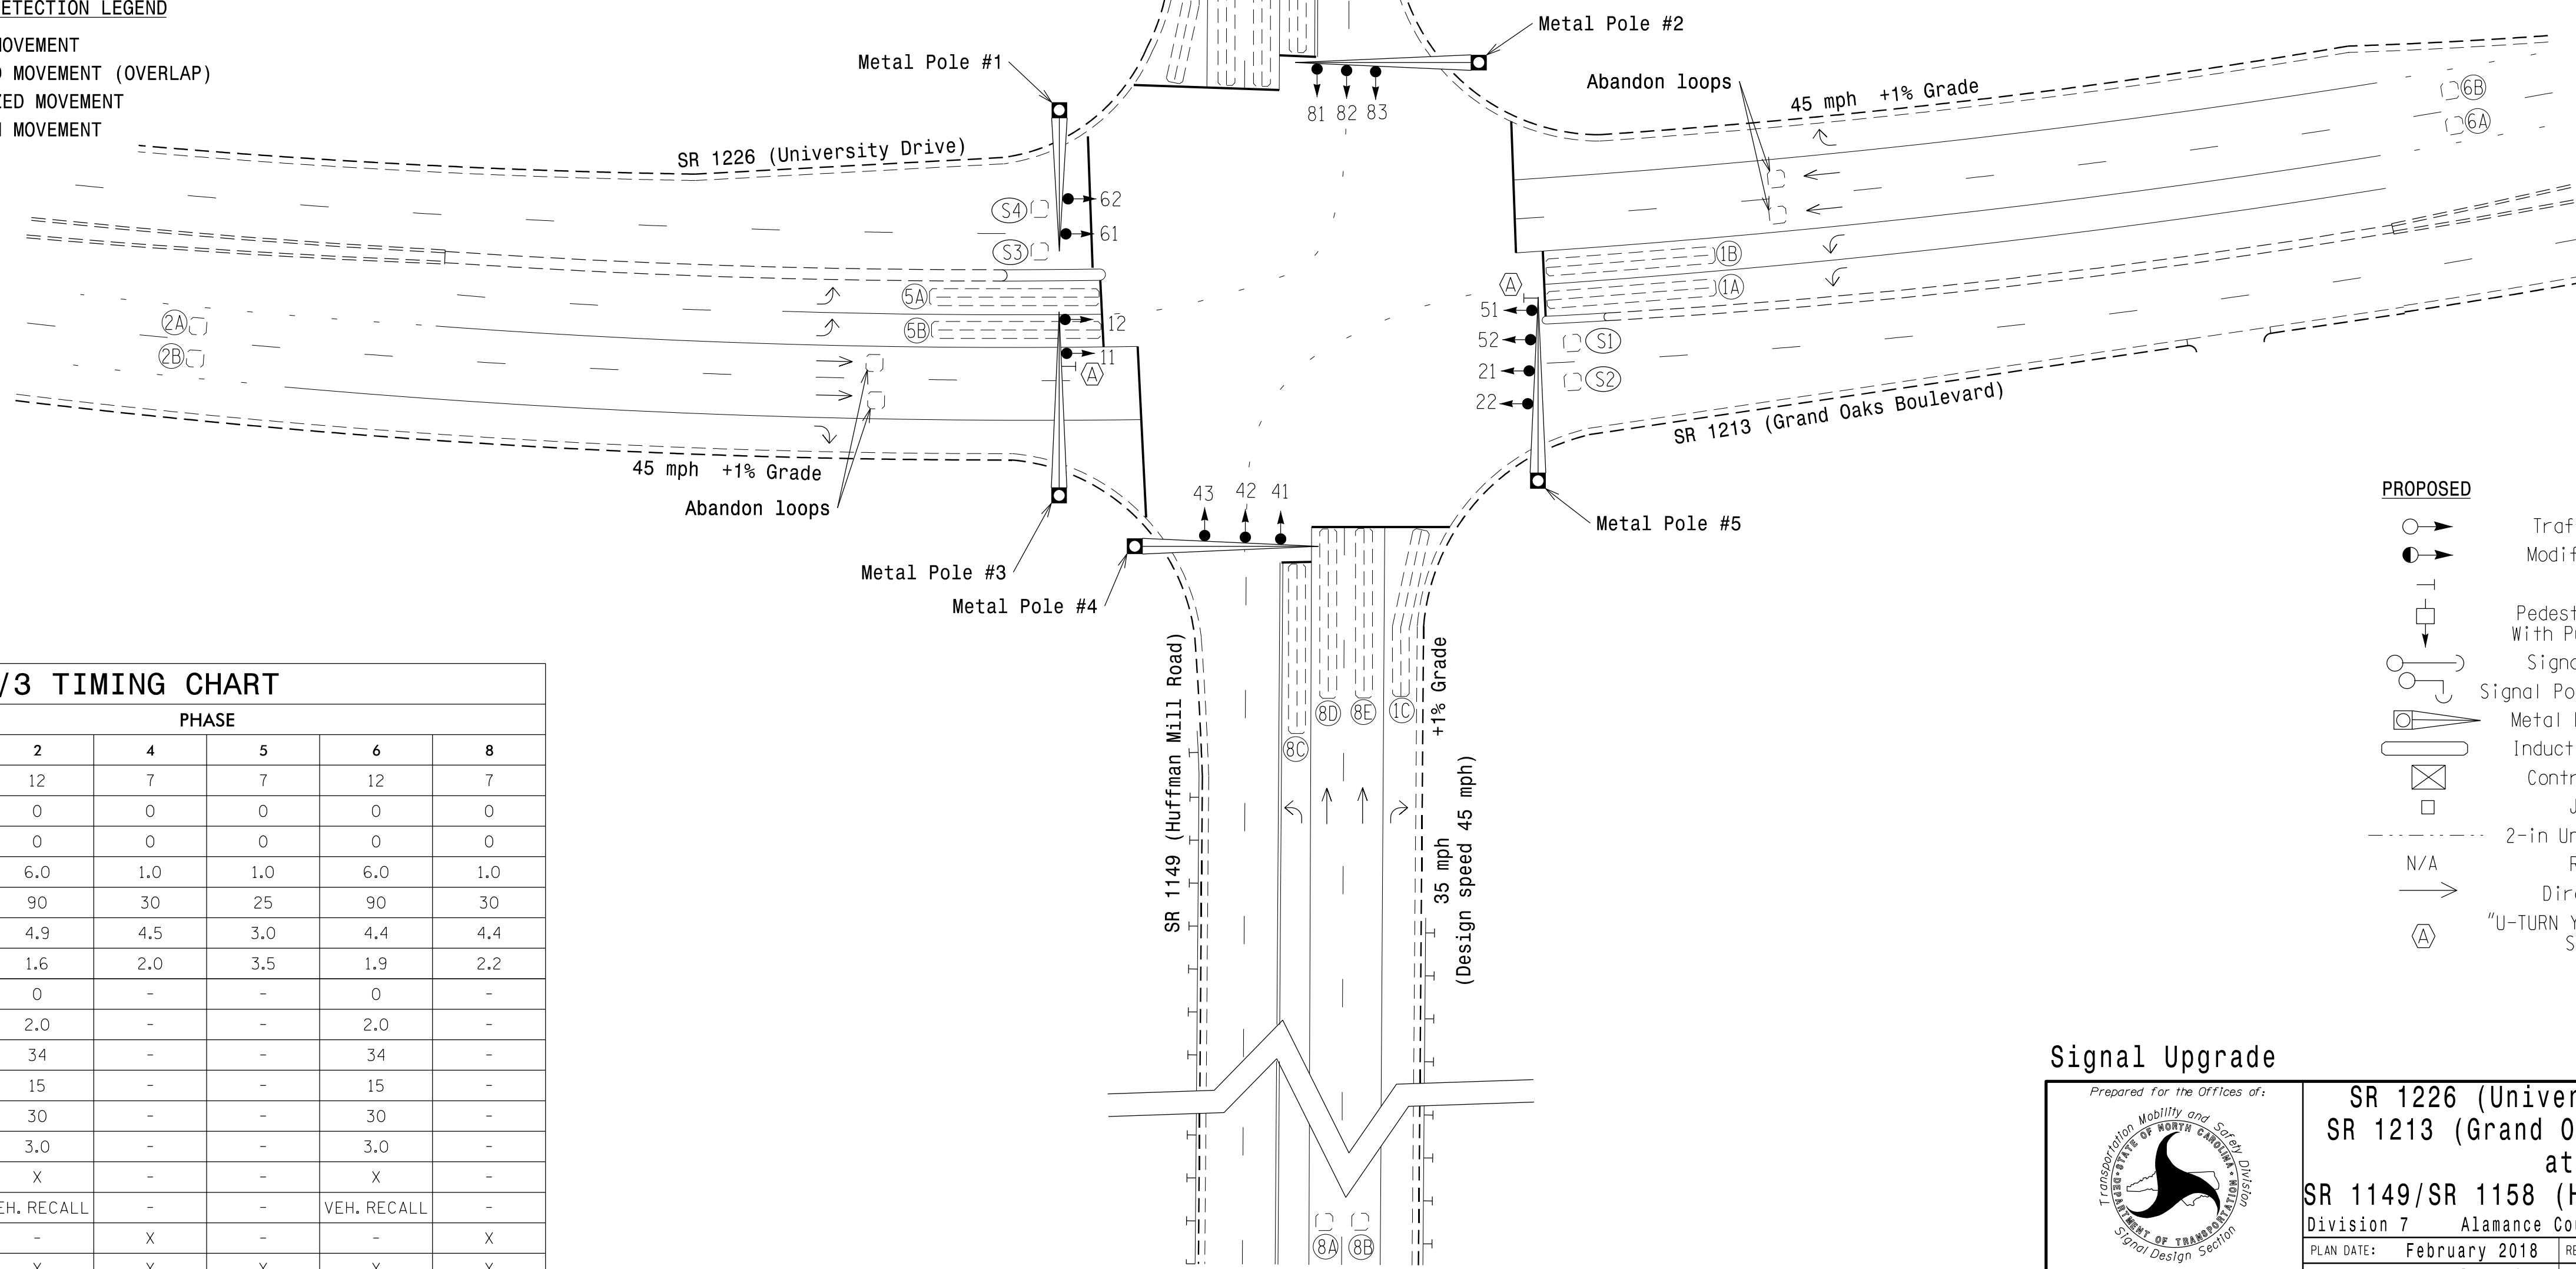 ETECTION LEGEND
MOVEMENT
MOVEMENT (OVERLAP)
ZED MOVEMENT
MOVEMENT
Metal Pole #1
Metal Pole #2
Abandon loops
45 mph +1% Grade
6B
6A
81 82 83
SR 1226 (University Drive)
S4
62
S3
61
1B
1A
A
5A
5B
12
11
A
2A
2B
51
52
21
22
S1
S2
SR 1213 (Grand Oaks Boulevard)
45 mph +1% Grade
Abandon loops
43 42 41
Metal Pole #5
Metal Pole #3
Metal Pole #4
SR 1149 (Huffman Mill Road)
+1% Grade
8D 8E 1C
8C
35 mph
(Design speed 45 mph)
8A 8B
/3 TIMING CHART
PHASE
2 4 5 6 8
12 7 7 12 7
0 0 0 0 0
0 0 0 0 0
6.0 1.0 1.0 6.0 1.0
90 30 25 90 30
4.9 4.5 3.0 4.4 4.4
1.6 2.0 3.5 1.9 2.2
0 - - 0 -
2.0 - - 2.0 -
34 - - 34 -
15 - - 15 -
30 - - 30 -
3.0 - - 3.0 -
X - - X -
EH. RECALL - - VEH. RECALL -
- X - - X
X X X X X
PROPOSED
Traf
Modif
Pedest
With P
Signa
Signal Po
Metal
Induct
Contr
J
2-in Un
N/A R
Dire
A "U-TURN Y
S
Signal Upgrade
Prepared for the Offices of:
Transportation Mobility and Safety Division
STATE OF NORTH CAROLINA
DEPARTMENT OF TRANSPORTATION
Signal Design Section
SR 1226 (Univer
SR 1213 (Grand O
at
SR 1149/SR 1158 (H
Division 7 Alamance Co
PLAN DATE: February 2018 RE